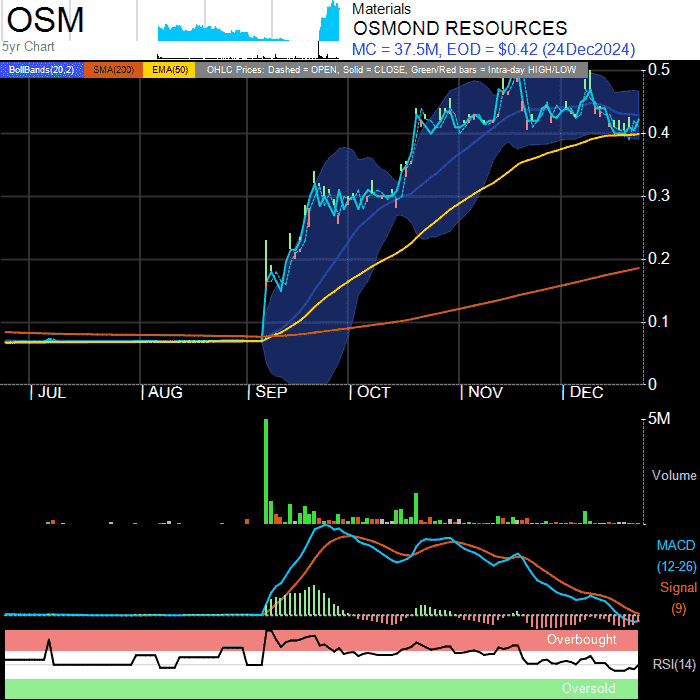 OSM
5yr Chart
Materials
OSMOND RESOURCES
MC = 37.5M, EOD = $0.42 (24Dec2024)
BollBands(20,2) SMA(200) EMA(50) OHLC Prices: Dashed = OPEN, Solid = CLOSE, Green/Red bars = Intra-day HIGH/LOW
0.5
0.4
0.3
0.2
0.1
0
| JUL | AUG | SEP | OCT | NOV | DEC
5M
Volume
MACD
(12-26)
Signal
(9)
Overbought
RSI(14)
Oversold